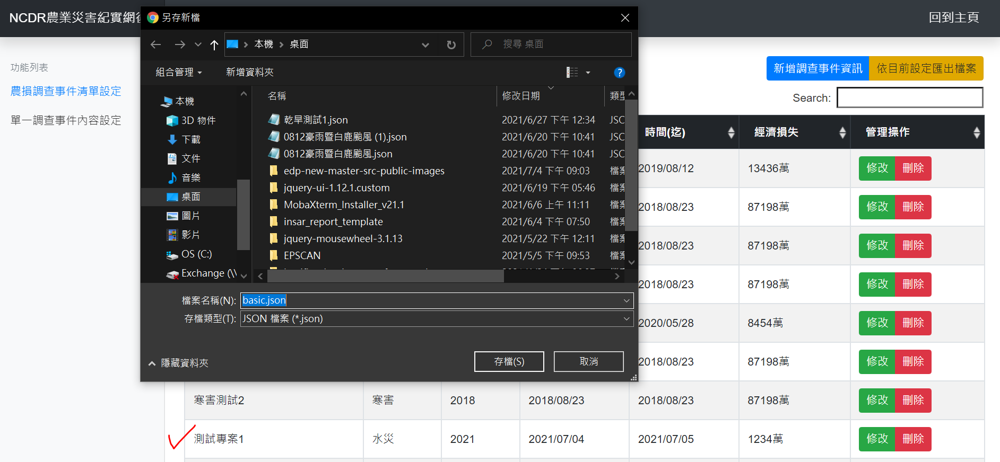 NCDR農業災害紀實網
回到主頁
另存新檔
本機 桌面
搜尋 桌面
組合管理
新增資料夾
功能列表
農損調查事件清單設定
單一調查事件內容設定
新增調查事件資訊
依目前設定匯出檔案
Search:
本機
3D 物件
下載
文件
音樂
桌面
圖片
影片
OS (C:)
Exchange (\\
名稱 修改日期 類型
乾旱測試1.json 2021/6/27 下午 12:34 JSC
0812豪雨暨白鹿颱風 (1).json 2021/6/20 下午 10:41 JSC
0812豪雨暨白鹿颱風.json 2021/6/20 下午 10:41 JSC
edp-new-master-src-public-images 2021/7/4 下午 09:03 檔案
jquery-ui-1.12.1.custom 2021/6/19 下午 05:46 檔案
MobaXterm_Installer_v21.1 2021/6/6 上午 11:11 檔案
insar_report_template 2021/6/4 下午 07:50 檔案
jquery-mousewheel-3.1.13 2021/5/22 下午 12:11 檔案
EPSCAN 2021/5/5 下午 09:53 檔案
檔案名稱(N): basic.json
存檔類型(T): JSON 檔案 (*.json)
隱藏資料夾
存檔(S)
取消
時間(迄) 經濟損失 管理操作
2019/08/12 13436萬 修改 刪除
2018/08/23 87198萬 修改 刪除
2018/08/23 87198萬 修改 刪除
2018/08/23 87198萬 修改 刪除
2020/05/28 8454萬 修改 刪除
2018/08/23 87198萬 修改 刪除
寒害測試2 寒害 2018 2018/08/23 2018/08/23 87198萬 修改 刪除
測試專案1 水災 2021 2021/07/04 2021/07/05 1234萬 修改 刪除